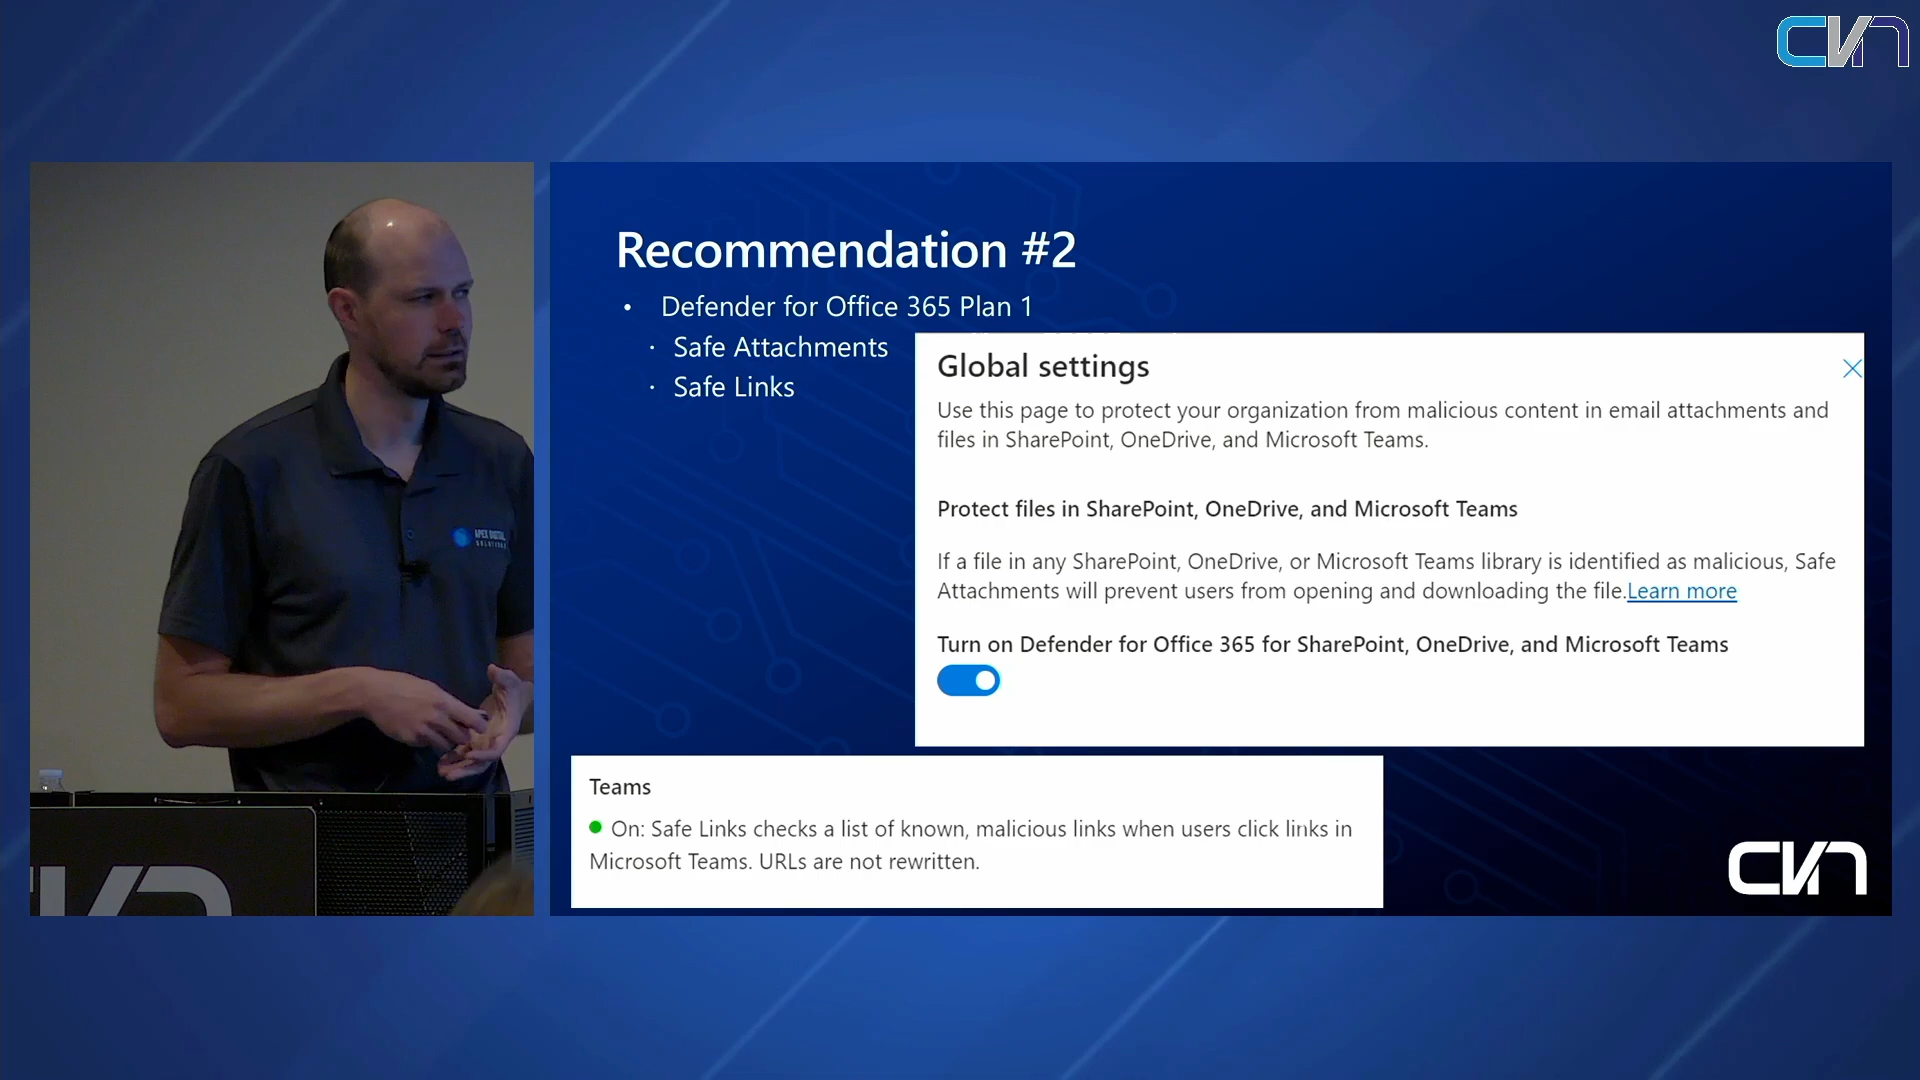 CVN
APEX DIGITAL
SOLUTIONS
Recommendation #2
• Defender for Office 365 Plan 1
· Safe Attachments
· Safe Links
Global settings
Use this page to protect your organization from malicious content in email attachments and
files in SharePoint, OneDrive, and Microsoft Teams.
Protect files in SharePoint, OneDrive, and Microsoft Teams
If a file in any SharePoint, OneDrive, or Microsoft Teams library is identified as malicious, Safe
Attachments will prevent users from opening and downloading the file.Learn more
Turn on Defender for Office 365 for SharePoint, OneDrive, and Microsoft Teams
Teams
On: Safe Links checks a list of known, malicious links when users click links in
Microsoft Teams. URLs are not rewritten.
CVN